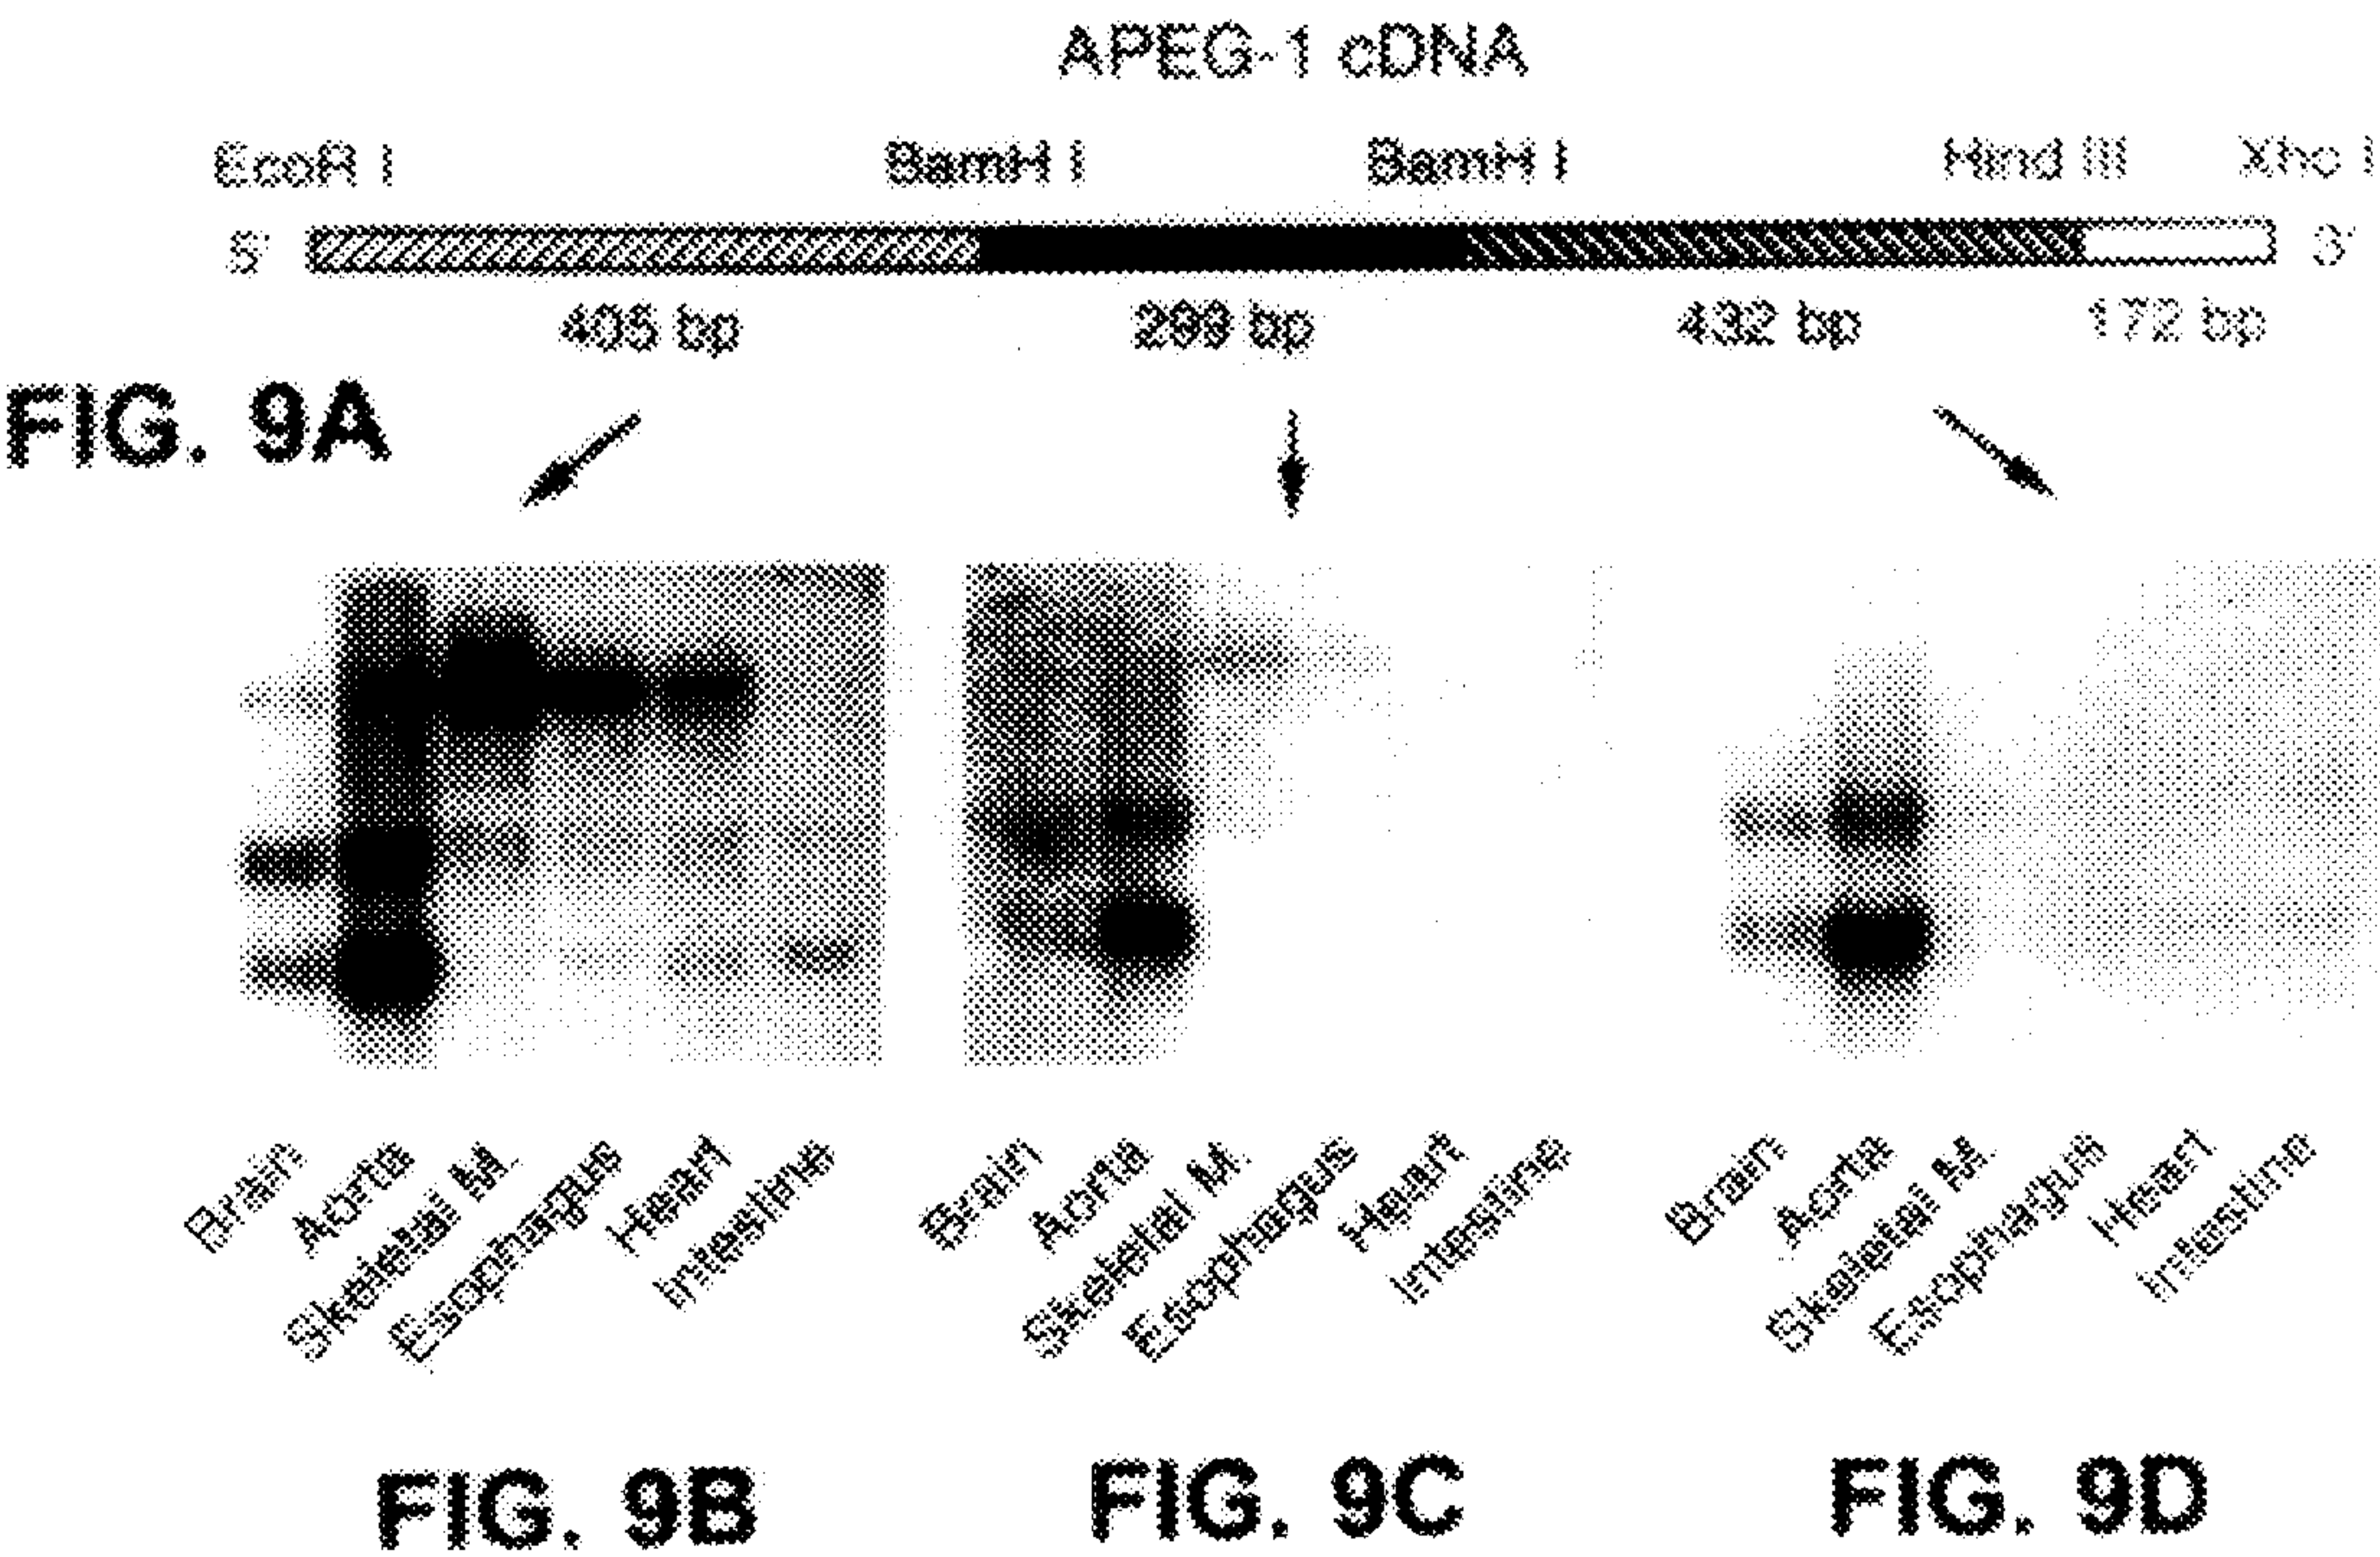 APEG-1 cDNA
EcoR I BamH I BamH I Hind III Xho I
5' 3'
405 bp 299 bp 432 bp 172 bp
FIG. 9A
Brain Aorta Skeletal M. Esophagus Heart Intestine
Brain Aorta Skeletal M. Esophagus Heart Intestine
Brain Aorta Skeletal M. Esophagus Heart Intestine
FIG. 9B FIG. 9C FIG. 9D